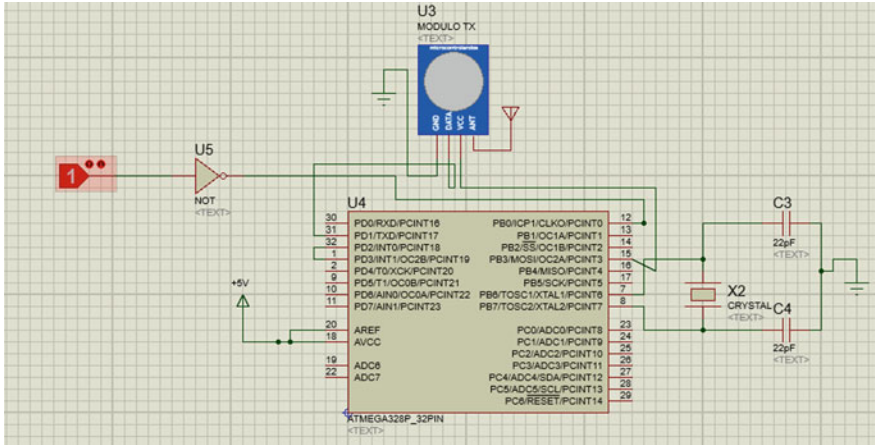 U3
MODULO TX
<TEXT>
GND
DATA
VCC
ANT
1
U5
NOT
<TEXT>
U4
30 PD0/RXD/PCINT16
31 PD1/TXD/PCINT17
32 PD2/INT0/PCINT18
1 PD3/INT1/OC2B/PCINT19
2 PD4/T0/XCK/PCINT20
9 PD5/T1/OC0B/PCINT21
10 PD6/AIN0/OC0A/PCINT22
11 PD7/AIN1/PCINT23
20 AREF
18 AVCC
19 ADC6
22 ADC7
PB0/ICP1/CLKO/PCINT0 12
PB1/OC1A/PCINT1 13
PB2/SS/OC1B/PCINT2 14
PB3/MOSI/OC2A/PCINT3 15
PB4/MISO/PCINT4 16
PB5/SCK/PCINT5 17
PB6/TOSC1/XTAL1/PCINT6 7
PB7/TOSC2/XTAL2/PCINT7 8
PC0/ADC0/PCINT8 23
PC1/ADC1/PCINT9 24
PC2/ADC2/PCINT10 25
PC3/ADC3/PCINT11 26
PC4/ADC4/SDA/PCINT12 27
PC5/ADC5/SCL/PCINT13 28
PC6/RESET/PCINT14 29
ATMEGA328P_32PIN
<TEXT>
+5V
C3
22pF
<TEXT>
X2
CRYSTAL
<TEXT>
C4
22pF
<TEXT>